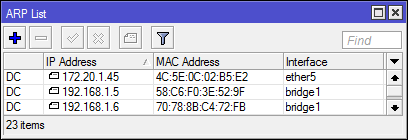 ARP List
Find
IP Address MAC Address Interface
DC 172.20.1.45 4C:5E:0C:02:B5:E2 ether5
DC 192.168.1.5 58:C6:F0:3E:52:9F bridge1
DC 192.168.1.6 70:78:8B:C4:72:FB bridge1
23 items